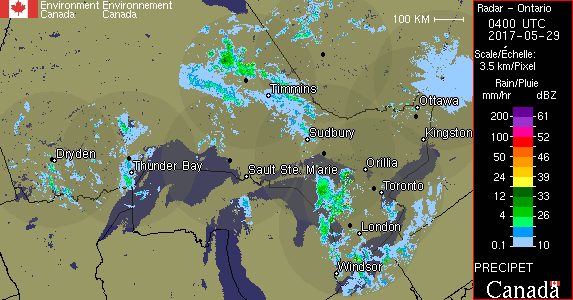 Environment Environnement
Canada Canada
100 KM
Timmins
Ottawa
Sudbury
Kingston
Dryden
Thunder Bay
Sault Ste. Marie
Orillia
Toronto
London
Windsor
Radar - Ontario
0400 UTC
2017-05-29
Scale/Échelle:
3.5 km/Pixel
Rain/Pluie
mm/hr dBZ
200 61
100 52
50 46
24 39
12 33
4 26
0.1 10
PRECIPET
Canada